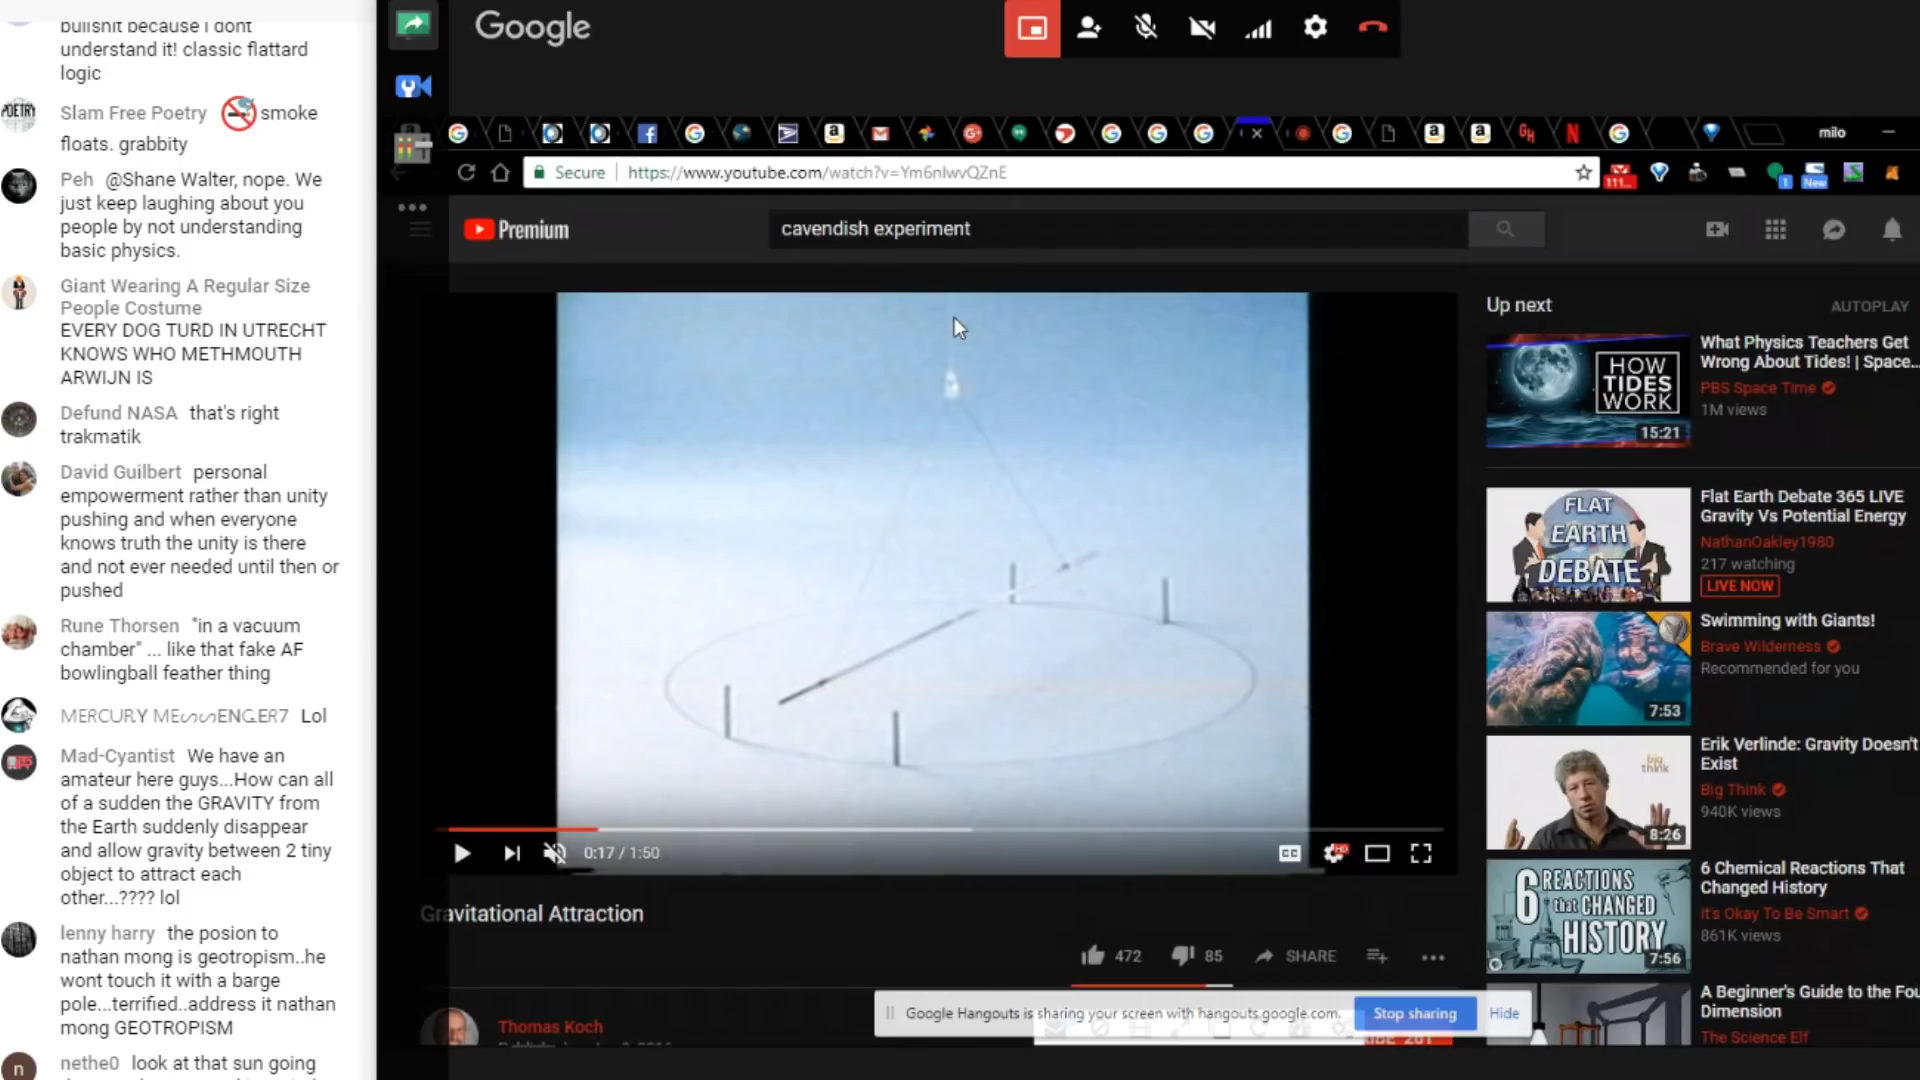 bullshit because I dont
understand it! classic flattard
logic
Slam Free Poetry smoke
floats. grabbity
Peh @Shane Walter, nope. We
just keep laughing about you
people by not understanding
basic physics.
Giant Wearing A Regular Size
People Costume
EVERY DOG TURD IN UTRECHT
KNOWS WHO METHMOUTH
ARWIJN IS
Defund NASA that's right
trakmatik
David Guilbert personal
empowerment rather than unity
pushing and when everyone
knows truth the unity is there
and not ever needed until then or
pushed
Rune Thorsen "in a vacuum
chamber" ... like that fake AF
bowlingball feather thing
MERCURY MEᔕᔕENGER7 Lol
Mad-Cyantist We have an
amateur here guys...How can all
of a sudden the GRAVITY from
the Earth suddenly disappear
and allow gravity between 2 tiny
object to attract each
other...???? lol
lenny harry the posion to
nathan mong is geotropism..he
wont touch it with a barge
pole...terrified..address it nathan
mong GEOTROPISM
nethe0 look at that sun going
POETRY
n
Google
milo
Secure https://www.youtube.com/watch?v=Ym6nlwvQZnE
111...
1
New
Premium
cavendish experiment
0:17 / 1:50
CC
HD
Gravitational Attraction
472 85 SHARE
Thomas Koch
Google Hangouts is sharing your screen with hangouts.google.com. Stop sharing Hide
Up next AUTOPLAY
HOW
TIDES
WORK
15:21
What Physics Teachers Get
Wrong About Tides! | Space...
PBS Space Time
1M views
FLAT
EARTH
DEBATE
Flat Earth Debate 365 LIVE
Gravity Vs Potential Energy
NathanOakley1980
217 watching
LIVE NOW
7:53
Swimming with Giants!
Brave Wilderness
Recommended for you
big
think
8:26
Erik Verlinde: Gravity Doesn't
Exist
Big Think
940K views
6 REACTIONS
that CHANGED
HISTORY
7:56
6 Chemical Reactions That
Changed History
It's Okay To Be Smart
861K views
A Beginner's Guide to the Fou
Dimension
The Science Elf